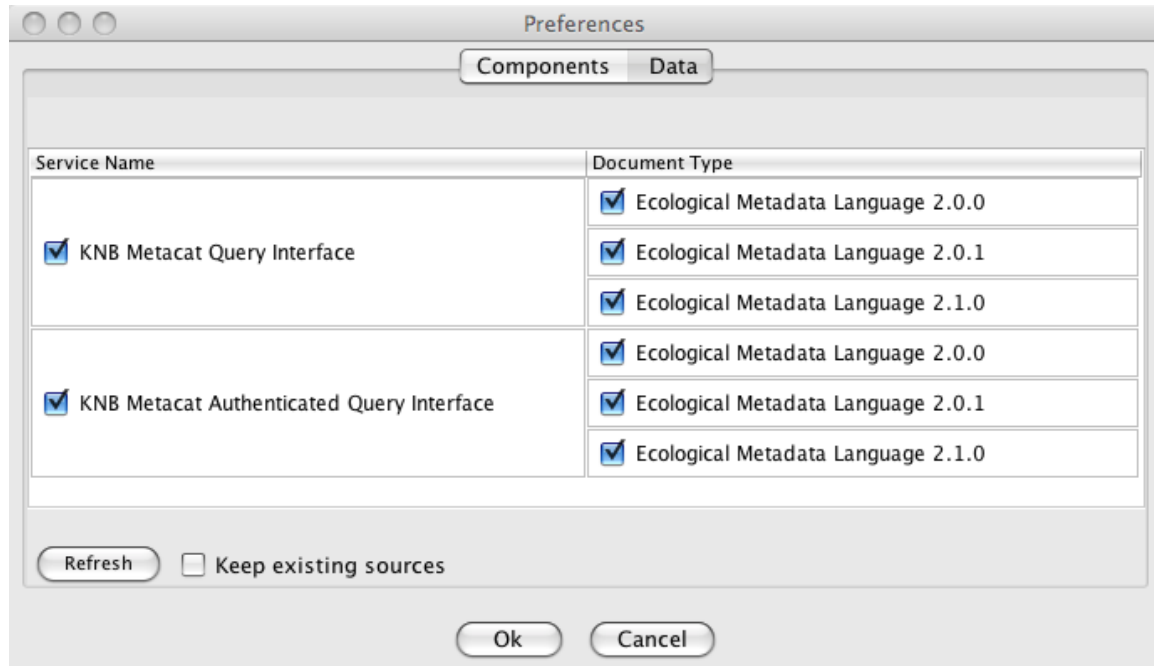 Preferences
Components Data
Service Name Document Type
KNB Metacat Query Interface
Ecological Metadata Language 2.0.0
Ecological Metadata Language 2.0.1
Ecological Metadata Language 2.1.0
KNB Metacat Authenticated Query Interface
Ecological Metadata Language 2.0.0
Ecological Metadata Language 2.0.1
Ecological Metadata Language 2.1.0
Refresh Keep existing sources
Ok Cancel